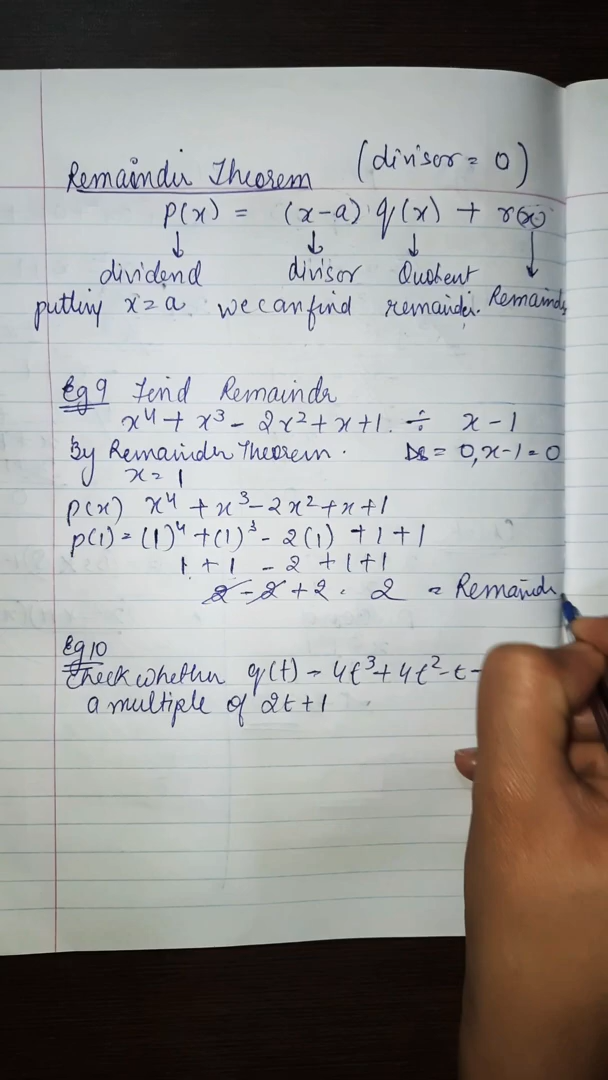 Remainder Theorem (divisor = 0)
p(x) = (x-a) q(x) + r(x)
↓ ↓ ↓ ↓
dividend divisor Quotient
putting x = a we can find remainder. Remainder
Eg 9 Find Remainder
x⁴ + x³ - 2x² + x + 1 ÷ x - 1
By Remainder Theorem. = 0, x - 1 = 0
x = 1
p(x) x⁴ + x³ - 2x² + x + 1
p(1) = (1)⁴ + (1)³ - 2(1) + 1 + 1
1 + 1 - 2 + 1 + 1
2 - 2 + 2 = 2 = Remainder
Eg 10
Check whether q(t) = 4t³ + 4t² - t -
a multiple of 2t + 1